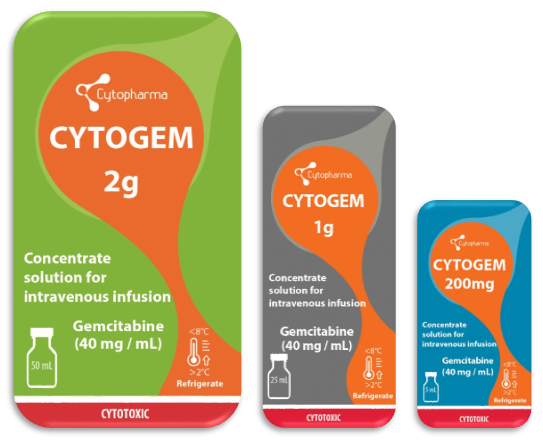 Cytopharma
CYTOGEM
2g
Concentrate
solution for
intravenous infusion
Gemcitabine
(40 mg / mL)
50 mL
<8°C
>2°C
Refrigerate
CYTOTOXIC
Cytopharma
CYTOGEM
1g
Concentrate
solution for
intravenous infusion
Gemcitabine
(40 mg / mL)
25 mL
<8°C
>2°C
Refrigerate
CYTOTOXIC
Cytopharma
CYTOGEM
200mg
Concentrate
solution for
intravenous infusion
Gemcitabine
(40 mg / mL)
5 mL
<8°C
>2°C
Refrigerate
CYTOTOXIC